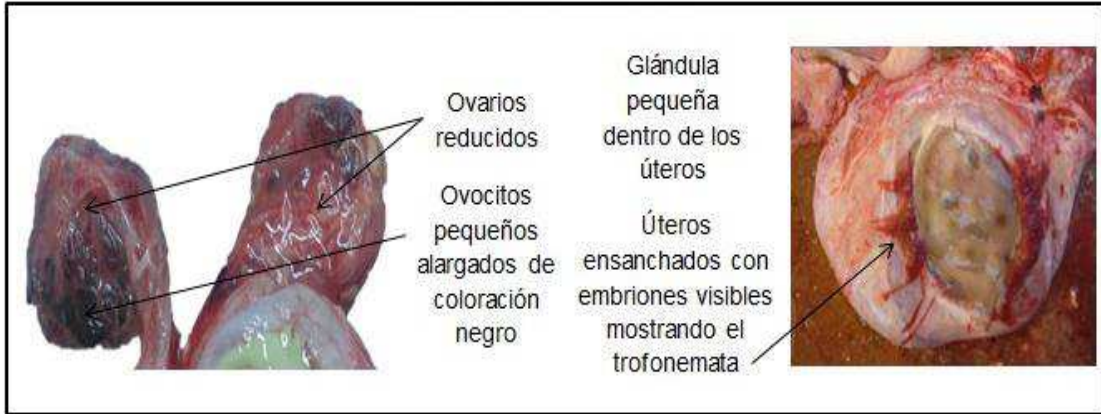 Ovarios
reducidos
Ovocitos
pequeños
alargados de
coloración
negro
Glándula
pequeña
dentro de los
úteros
Úteros
ensanchados con
embriones visibles
mostrando el
trofonemata